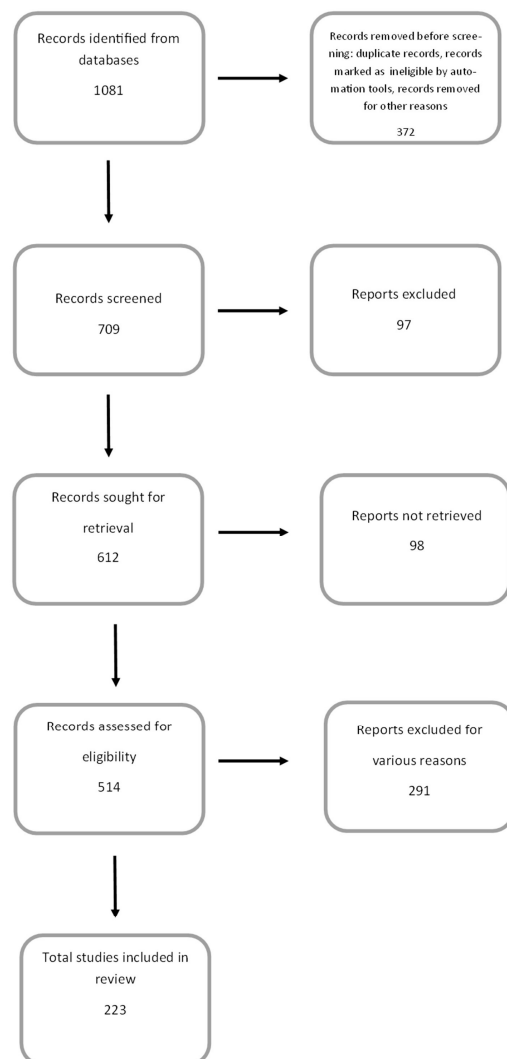 Records identified from
databases
1081
Records removed before scree-
ning: duplicate records, records
marked as ineligible by auto-
mation tools, records removed
for other reasons
372
Records screened
709
Reports excluded
97
Records sought for
retrieval
612
Reports not retrieved
98
Records assessed for
eligibility
514
Reports excluded for
various reasons
291
Total studies included in
review
223